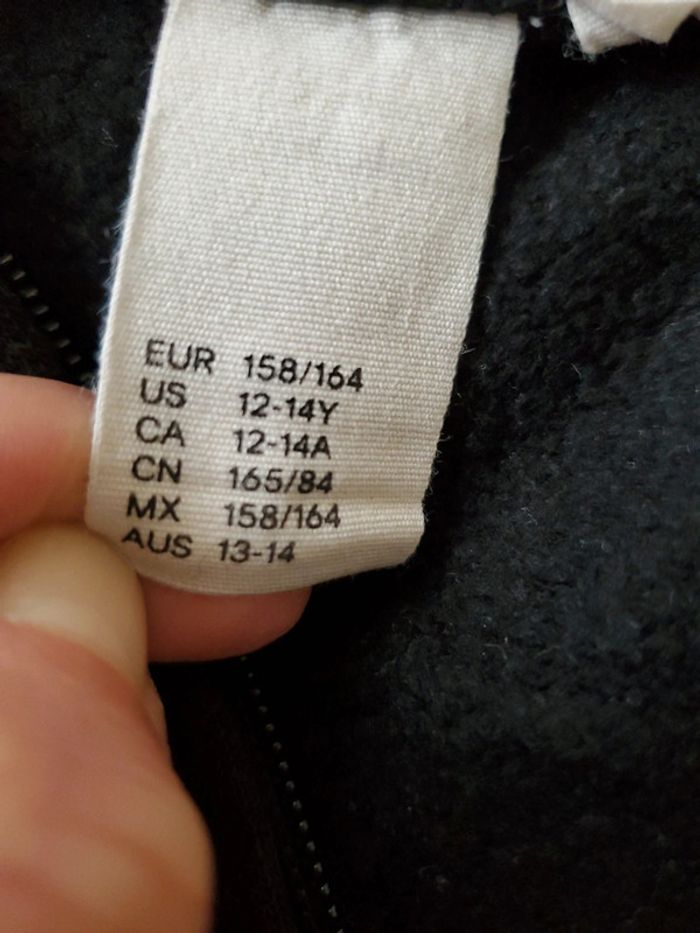 EUR 158/164
US 12-14Y
CA 12-14A
CN 165/84
MX 158/164
AUS 13-14